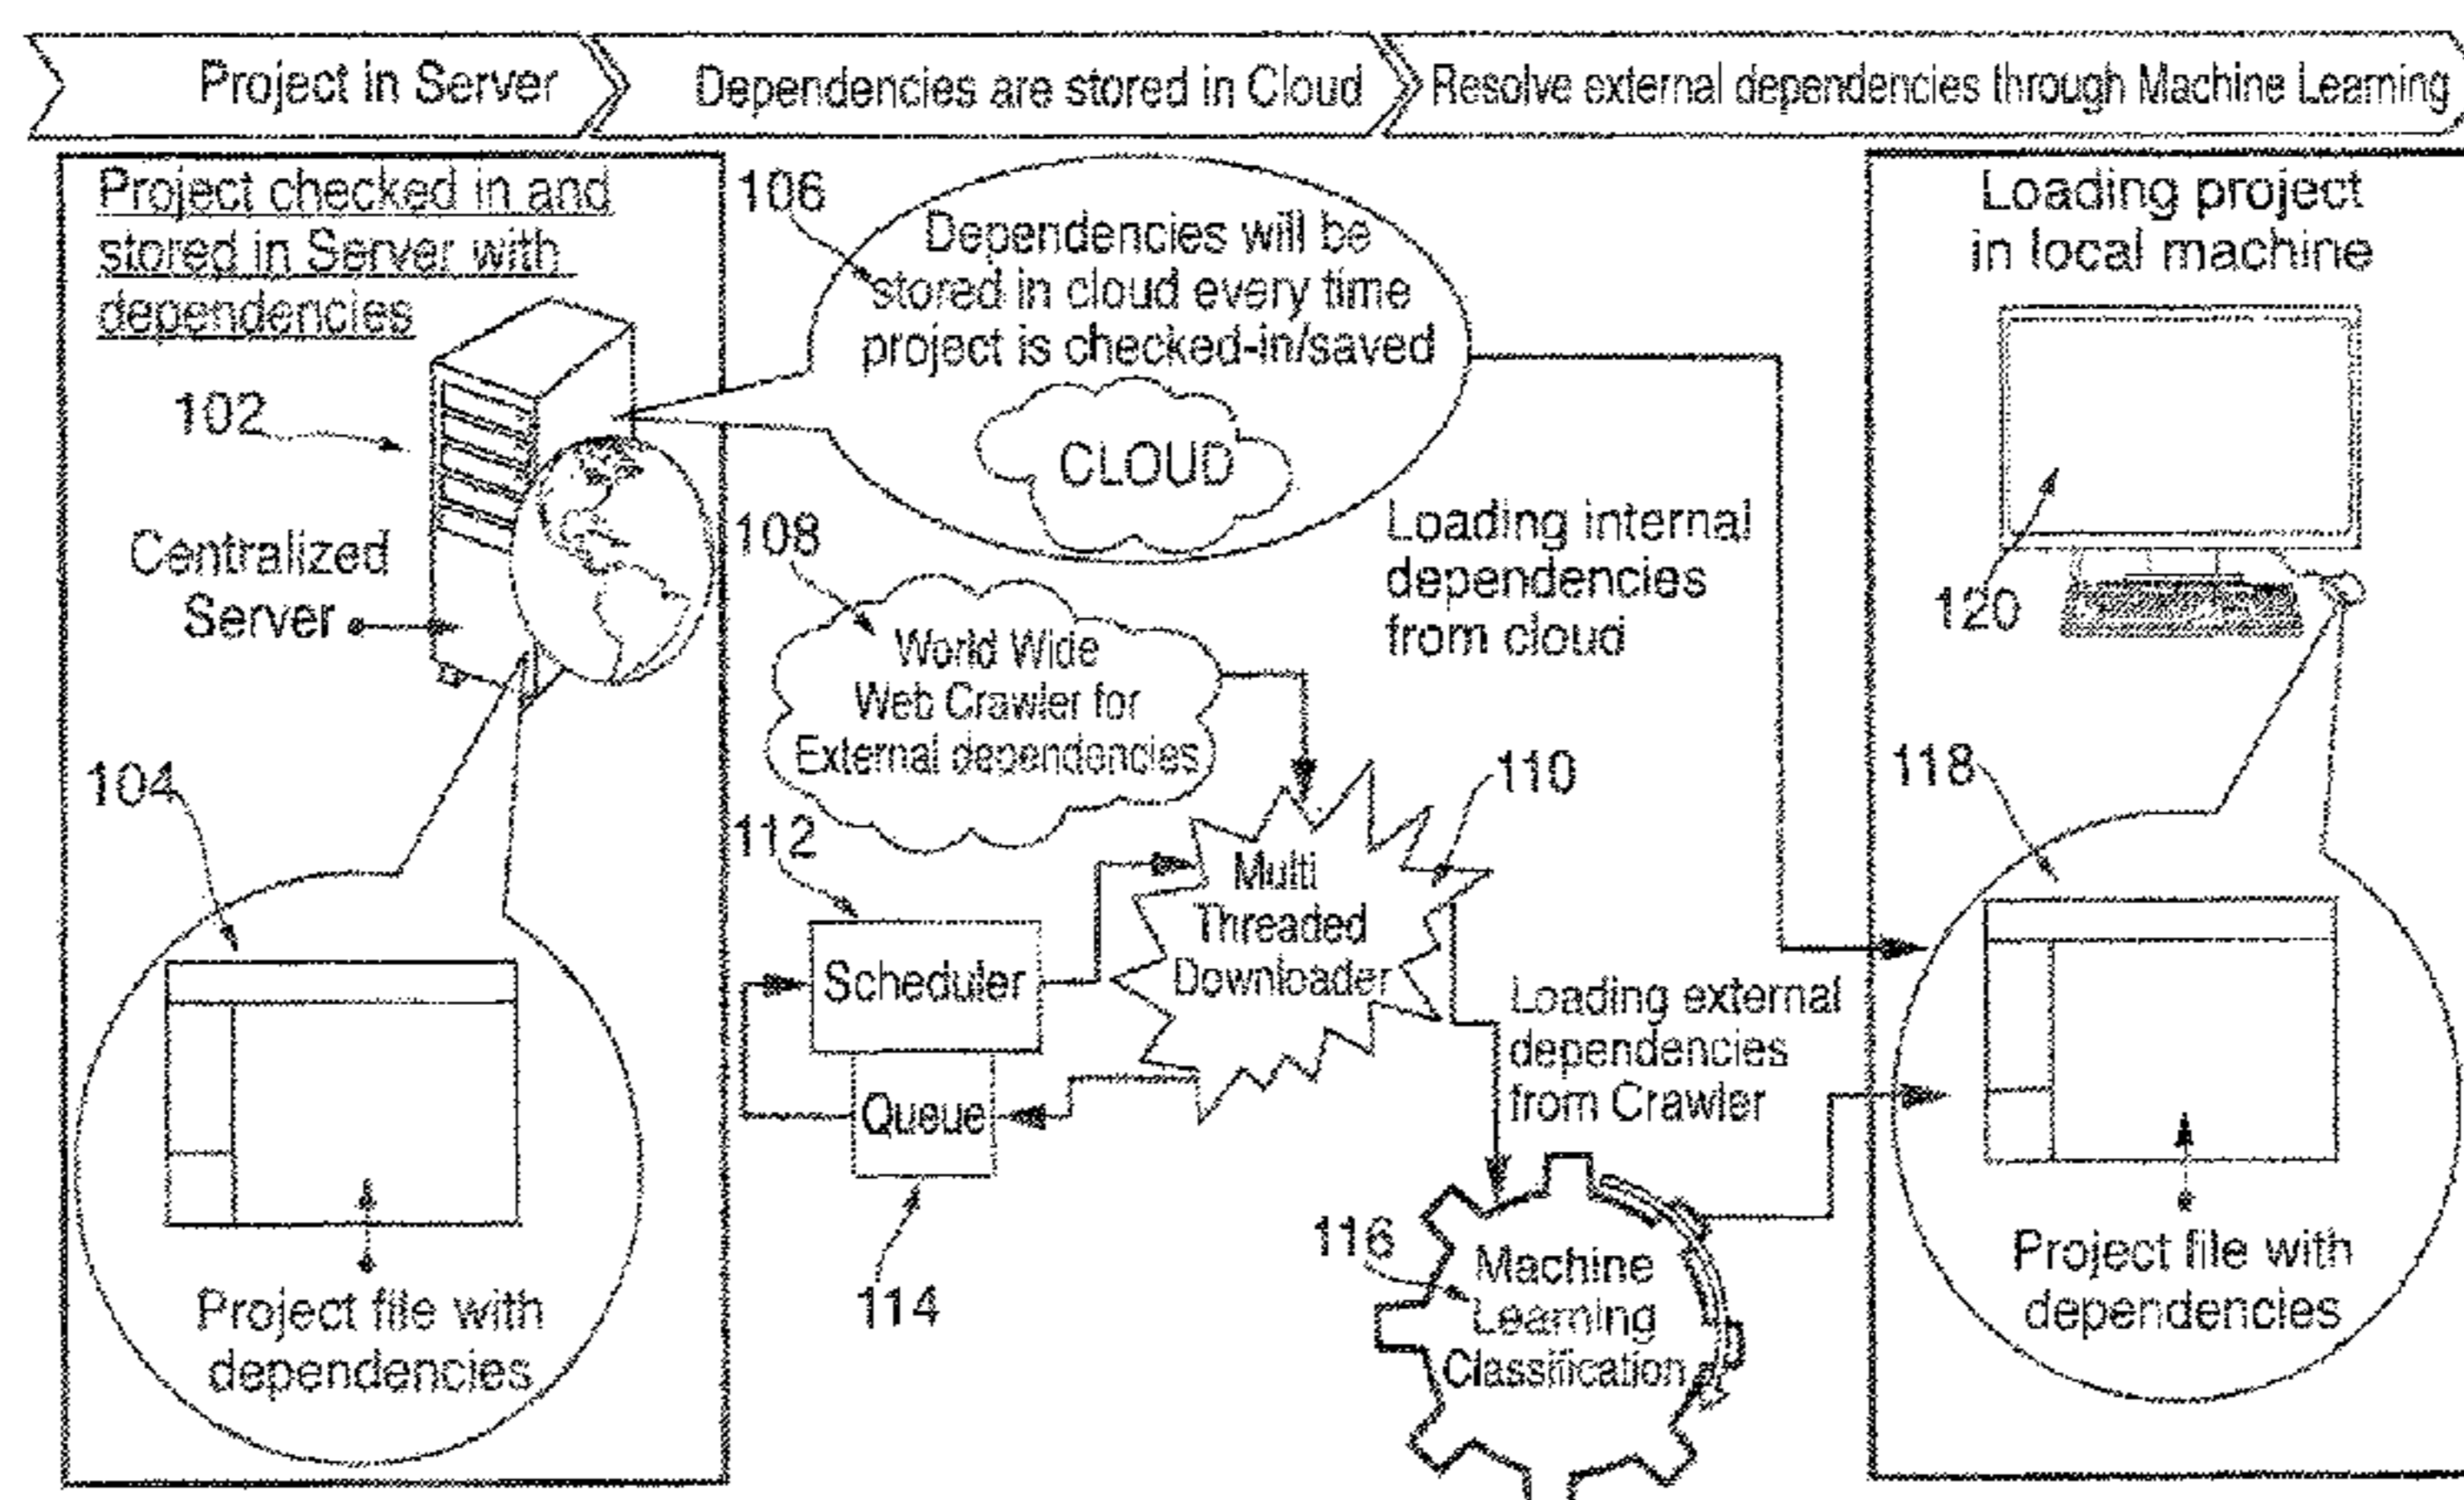 Project in Server
Dependencies are stored in Cloud
Resolve external dependencies through Machine Learning
Project checked in and
stored in Server with
dependencies
102
Centralized
Server
104
Project file with
dependencies
106
Dependencies will be
stored in cloud every time
project is checked-in/saved
CLOUD
108
World Wide
Web Crawler for
External dependencies
Loading internal
dependencies
from cloud
110
Multi
Threaded
Downloader
112
Scheduler
Queue
114
Loading external
dependencies
from Crawler
116
Machine
Learning
Classification
Loading project
in local machine
120
118
Project file with
dependencies